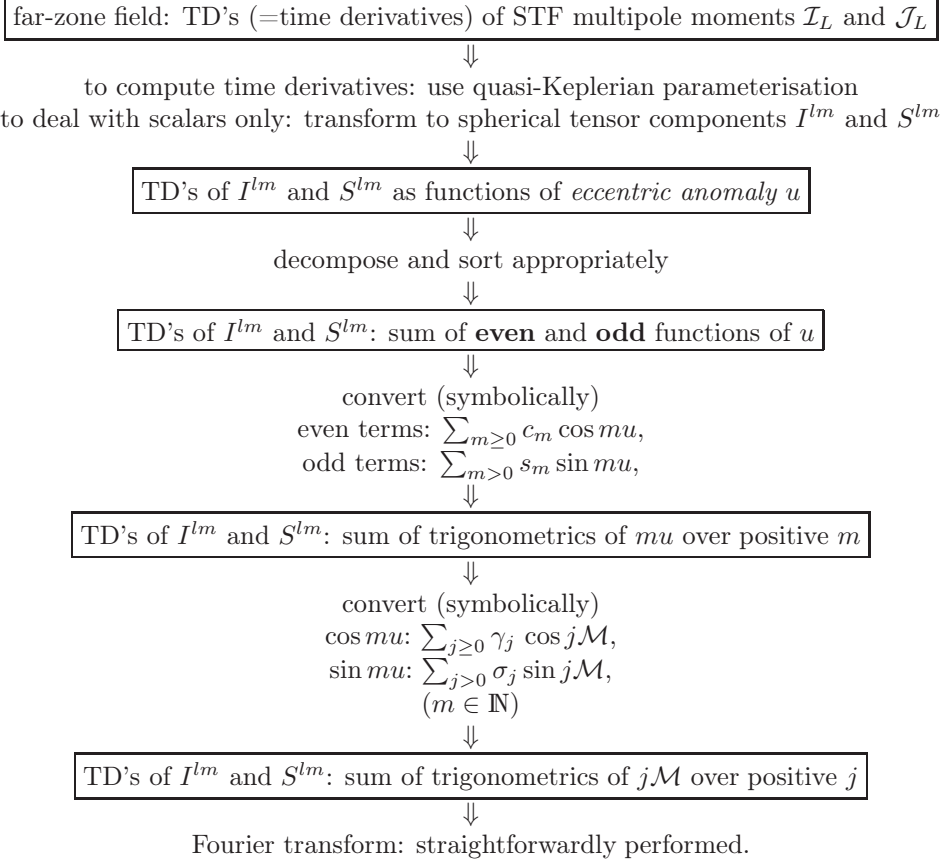 far-zone field: TD's (=time derivatives) of STF multipole moments 𝓘_L and 𝓙_L
⇓
to compute time derivatives: use quasi-Keplerian parameterisation
to deal with scalars only: transform to spherical tensor components I^{lm} and S^{lm}
⇓
TD's of I^{lm} and S^{lm} as functions of eccentric anomaly u
⇓
decompose and sort appropriately
⇓
TD's of I^{lm} and S^{lm}: sum of even and odd functions of u
⇓
convert (symbolically)
even terms: ∑_{m≥0} c_m cos mu,
odd terms: ∑_{m>0} s_m sin mu,
⇓
TD's of I^{lm} and S^{lm}: sum of trigonometrics of mu over positive m
⇓
convert (symbolically)
cos mu: ∑_{j≥0} γ_j cos j𝓜,
sin mu: ∑_{j>0} σ_j sin j𝓜,
(m ∈ ℕ)
⇓
TD's of I^{lm} and S^{lm}: sum of trigonometrics of j𝓜 over positive j
⇓
Fourier transform: straightforwardly performed.